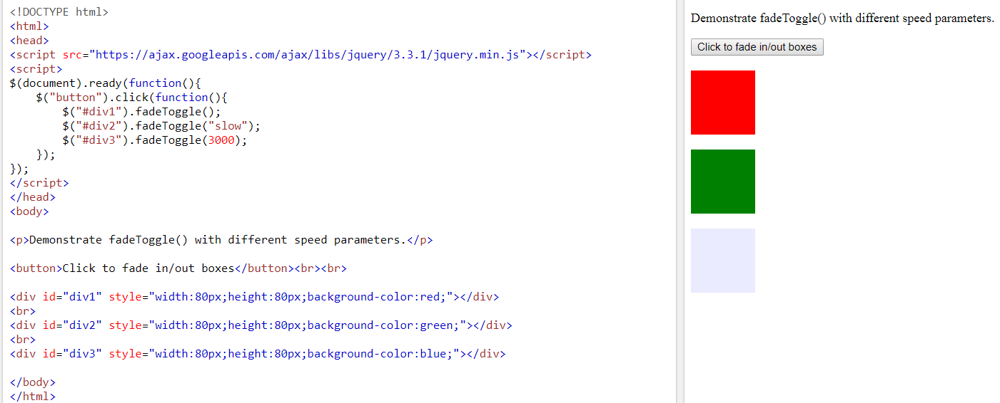 <!DOCTYPE html>
<html>
<head>
<script src="https://ajax.googleapis.com/ajax/libs/jquery/3.3.1/jquery.min.js"></script>
<script>
$(document).ready(function(){
    $("button").click(function(){
        $("#div1").fadeToggle();
        $("#div2").fadeToggle("slow");
        $("#div3").fadeToggle(3000);
    });
});
</script>
</head>
<body>
<p>Demonstrate fadeToggle() with different speed parameters.</p>
<button>Click to fade in/out boxes</button><br><br>
<div id="div1" style="width:80px;height:80px;background-color:red;"></div>
<br>
<div id="div2" style="width:80px;height:80px;background-color:green;"></div>
<br>
<div id="div3" style="width:80px;height:80px;background-color:blue;"></div>
</body>
</html>
Demonstrate fadeToggle() with different speed parameters.
Click to fade in/out boxes